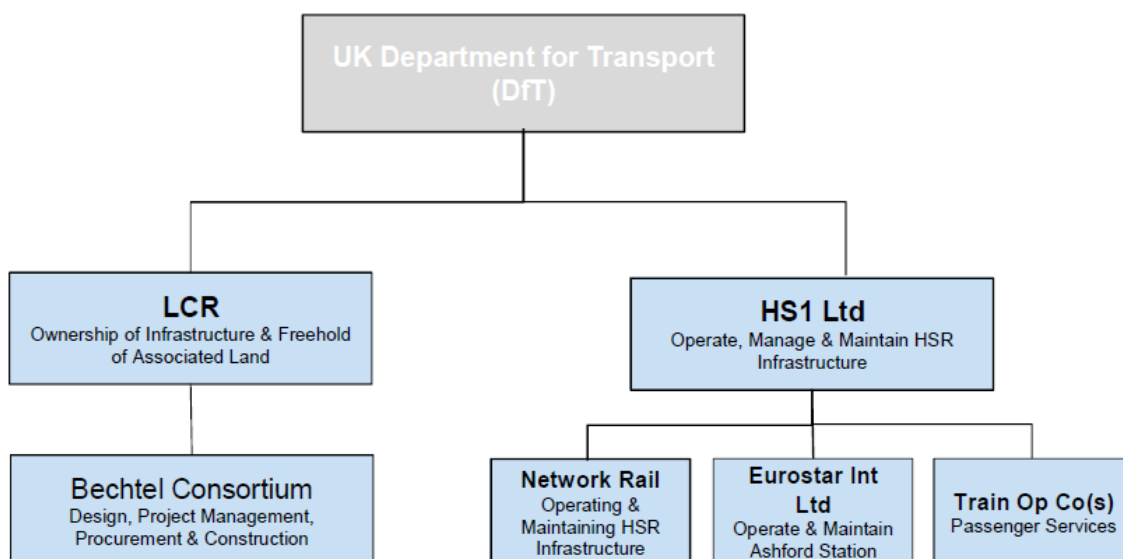 UK Department for Transport
(DfT)
LCR
Ownership of Infrastructure & Freehold
of Associated Land
HS1 Ltd
Operate, Manage & Maintain HSR
Infrastructure
Bechtel Consortium
Design, Project Management,
Procurement & Construction
Network Rail
Operating &
Maintaining HSR
Infrastructure
Eurostar Int
Ltd
Operate & Maintain
Ashford Station
Train Op Co(s)
Passenger Services